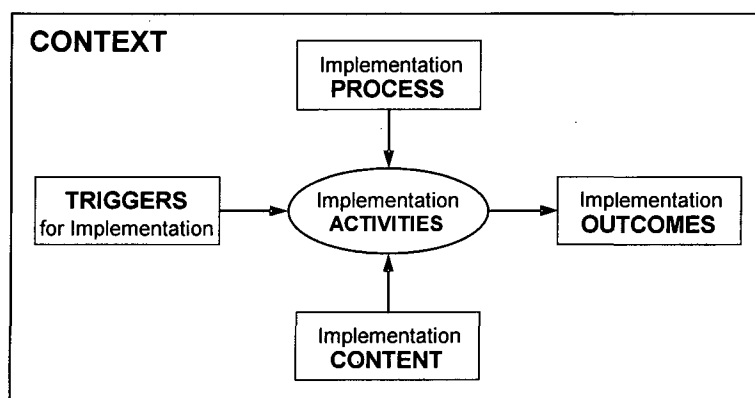 CONTEXT
Implementation
PROCESS
TRIGGERS
for Implementation
Implementation
ACTIVITIES
Implementation
OUTCOMES
Implementation
CONTENT